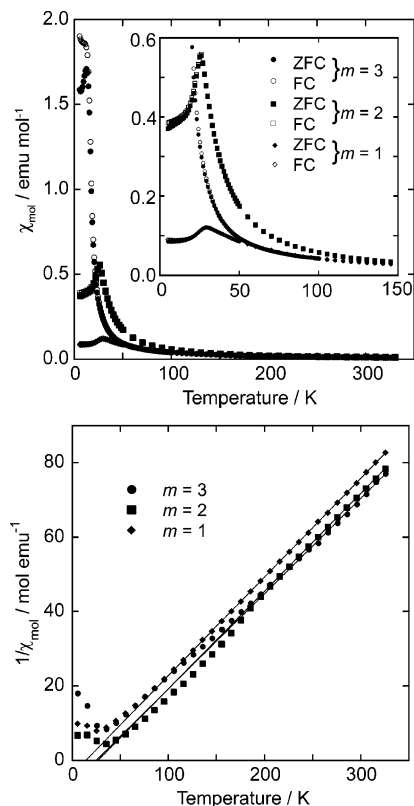 2.0
1.5
1.0
0.5
0.0
χmol / emu mol-1
0.6
0.4
0.2
0.0
0 50 100 150
ZFC
FC } m = 3
ZFC
FC } m = 2
ZFC
FC } m = 1
0 100 200 300
Temperature / K
80
60
40
20
0
1/χmol / mol emu-1
m = 3
m = 2
m = 1
0 100 200 300
Temperature / K